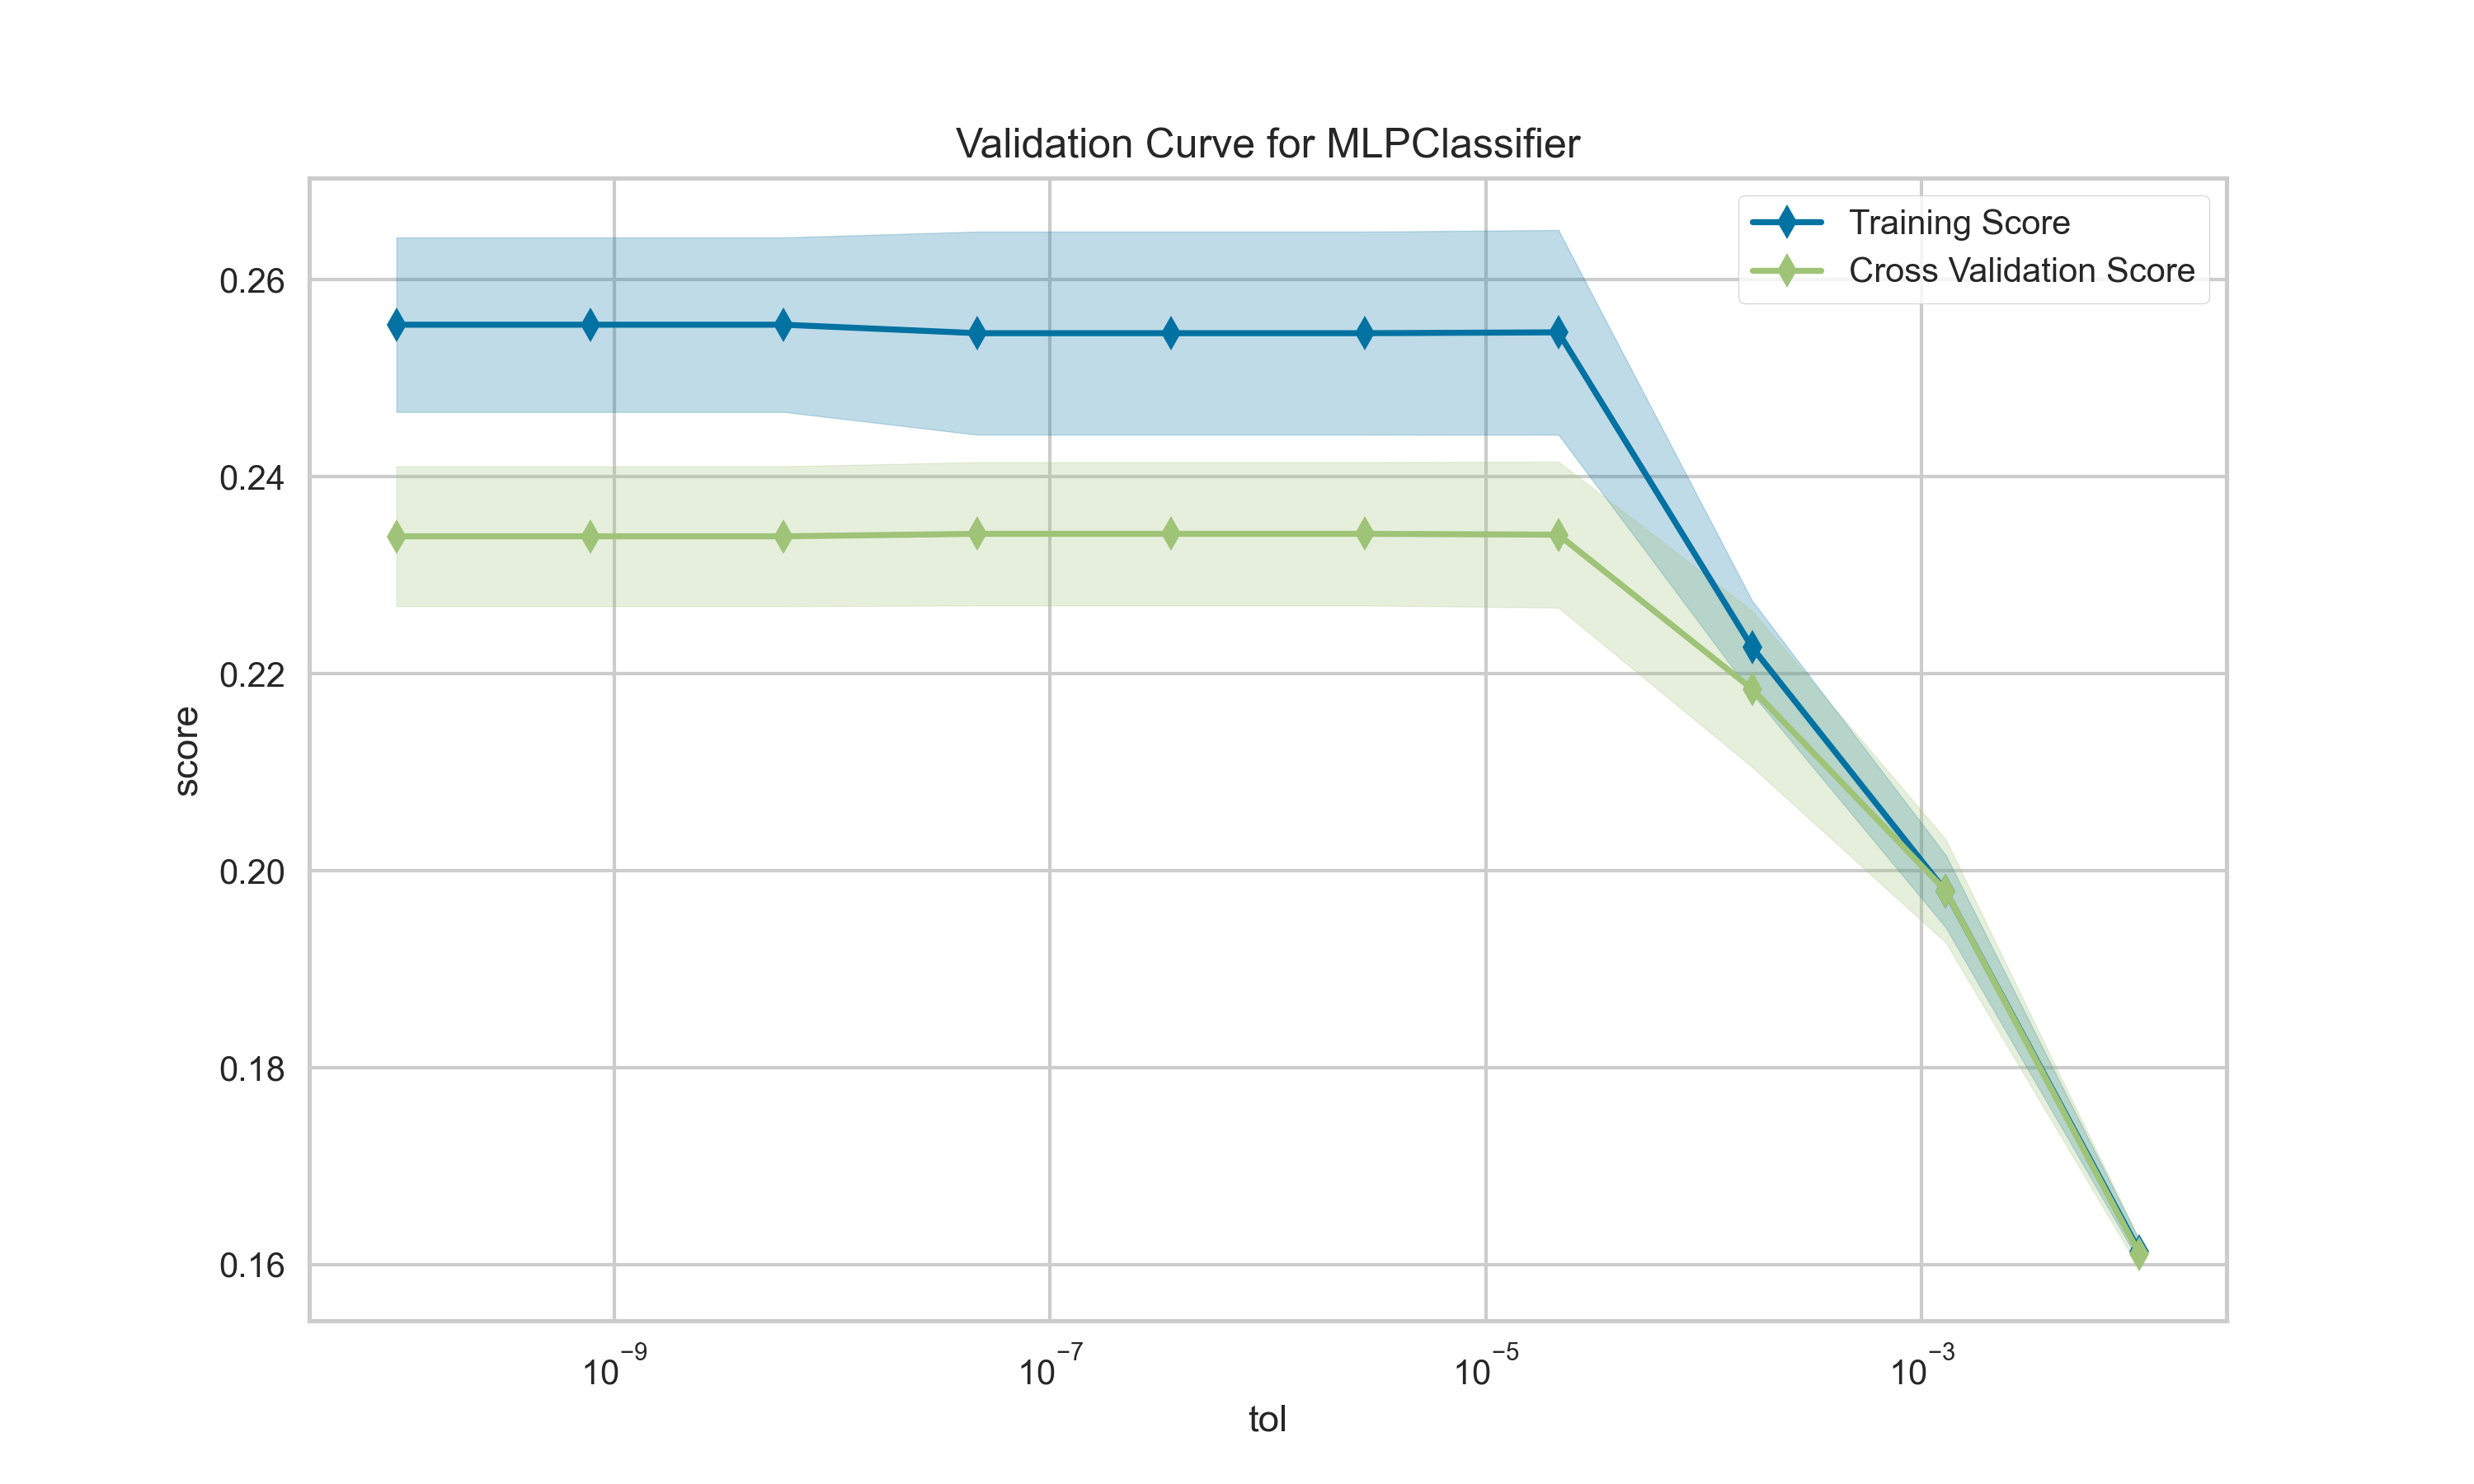 Validation Curve for MLPClassifier
Training Score
Cross Validation Score
0.26
0.24
0.22
0.20
0.18
0.16
score
10⁻⁹
10⁻⁷
10⁻⁵
10⁻³
tol